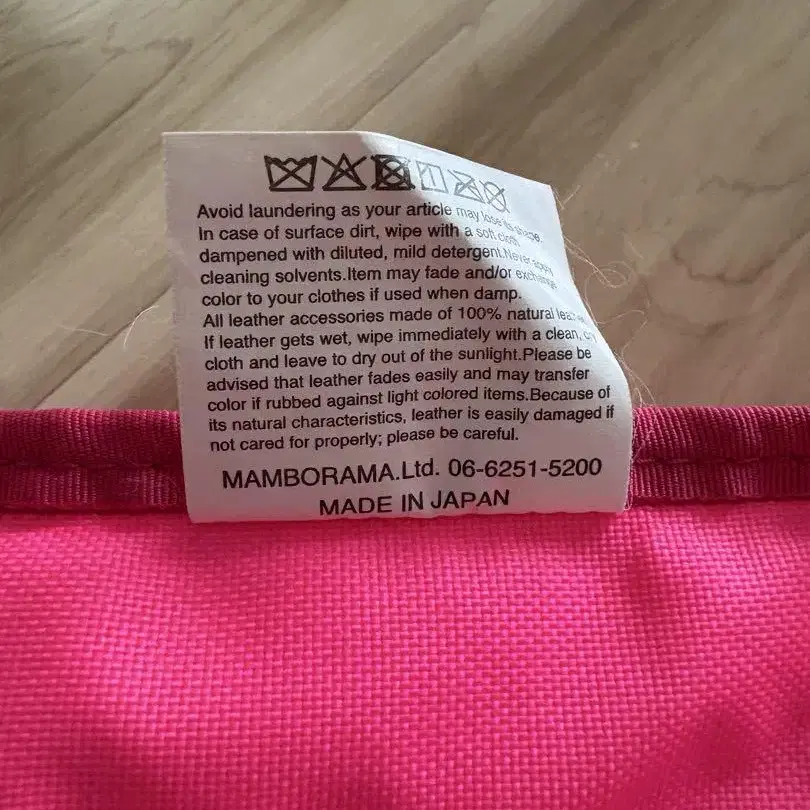 Avoid laundering as your article may lose its shape.
In case of surface dirt, wipe with a soft cloth
dampened with diluted, mild detergent.Never apply
cleaning solvents.Item may fade and/or exchange
color to your clothes if used when damp.
All leather accessories made of 100% natural
If leather gets wet, wipe immediately with a clean,
cloth and leave to dry out of the sunlight.Please be
advised that leather fades easily and may transfer
color if rubbed against light colored items.Because of
its natural characteristics, leather is easily damaged if
not cared for properly; please be careful.
MAMBORAMA.Ltd. 06-6251-5200
MADE IN JAPAN